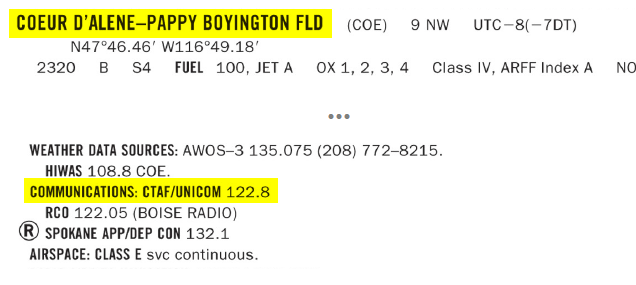 COEUR D'ALENE–PAPPY BOYINGTON FLD (COE) 9 NW UTC–8(–7DT)
N47°46.46′ W116°49.18′
2320 B S4 FUEL 100, JET A OX 1, 2, 3, 4 Class IV, ARFF Index A NO
•••
WEATHER DATA SOURCES: AWOS–3 135.075 (208) 772–8215.
HIWAS 108.8 COE.
COMMUNICATIONS: CTAF/UNICOM 122.8
RCO 122.05 (BOISE RADIO)
Ⓡ SPOKANE APP/DEP CON 132.1
AIRSPACE: CLASS E svc continuous.